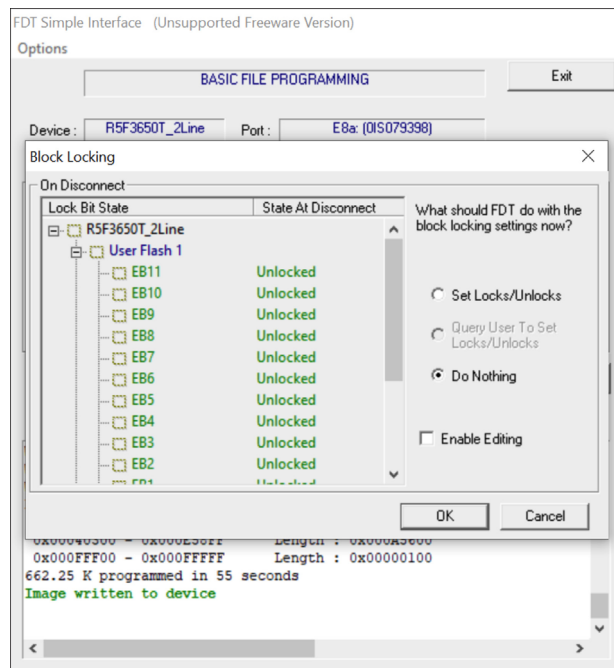 FDT Simple Interface (Unsupported Freeware Version)
Options
BASIC FILE PROGRAMMING
Exit
Device : R5F3650T_2Line Port : E8a: (0IS079398)
Block Locking
On Disconnect
Lock Bit State State At Disconnect
R5F3650T_2Line
User Flash 1
EB11 Unlocked
EB10 Unlocked
EB9 Unlocked
EB8 Unlocked
EB7 Unlocked
EB6 Unlocked
EB5 Unlocked
EB4 Unlocked
EB3 Unlocked
EB2 Unlocked
What should FDT do with the
block locking settings now?
Set Locks/Unlocks
Query User To Set
Locks/Unlocks
Do Nothing
Enable Editing
OK Cancel
0x000FFF00 - 0x000FFFFF Length : 0x00000100
662.25 K programmed in 55 seconds
Image written to device